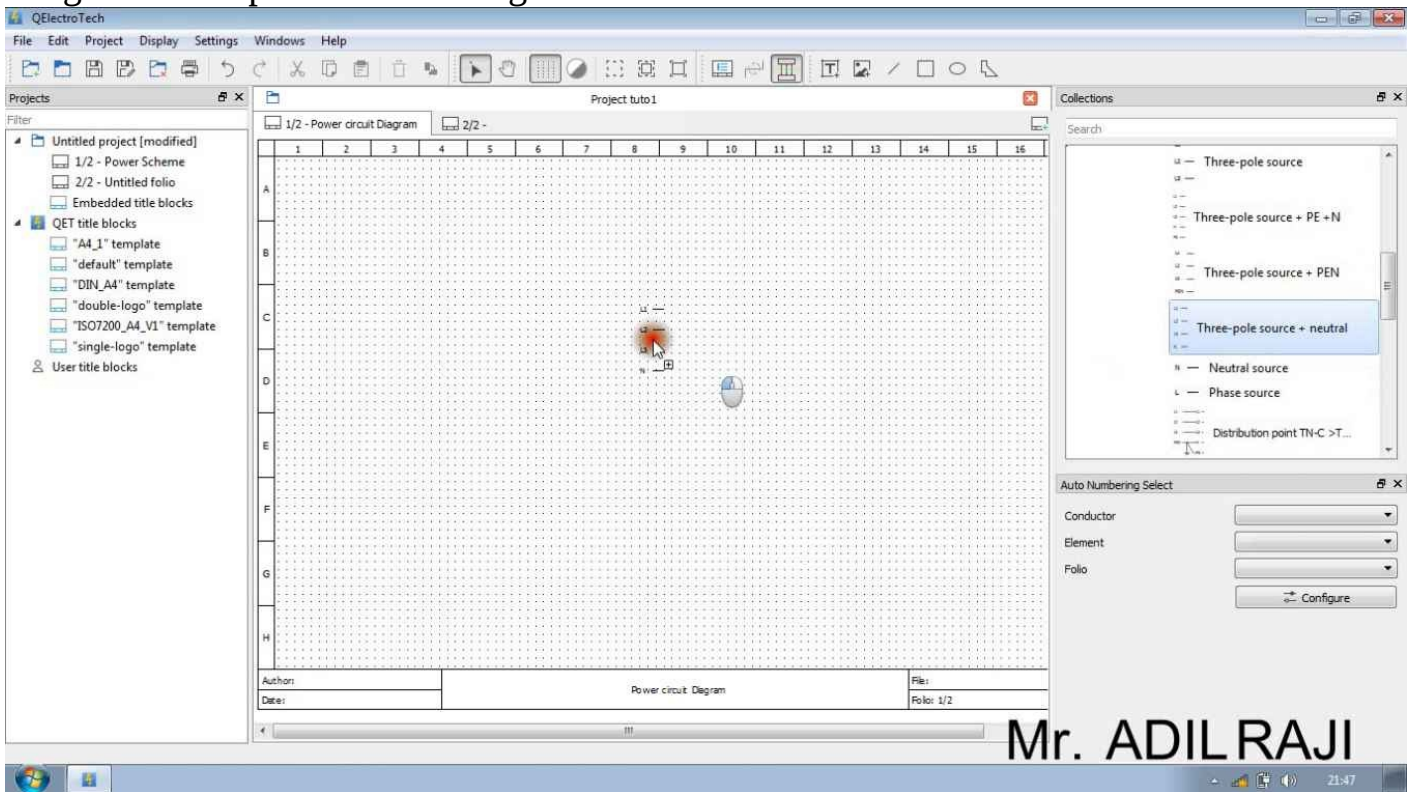 QElectroTech
File Edit Project Display Settings Windows Help
Projects
Filter
Untitled project [modified]
1/2 - Power Scheme
2/2 - Untitled folio
Embedded title blocks
QET title blocks
"A4_1" template
"default" template
"DIN_A4" template
"double-logo" template
"ISO7200_A4_V1" template
"single-logo" template
User title blocks
Project tuto1
1/2 - Power circuit Diagram 2/2 -
1 2 3 4 5 6 7 8 9 10 11 12 13 14 15 16
A
B
C
D
E
F
G
H
L1
N
Author:
Date:
Power circuit Diagram
File:
Folio: 1/2
Collections
Search
Three-pole source
Three-pole source + PE +N
Three-pole source + PEN
Three-pole source + neutral
N Neutral source
L Phase source
Distribution point TN-C >T...
Auto Numbering Select
Conductor
Element
Folio
Configure
Mr. ADIL RAJI
21:47